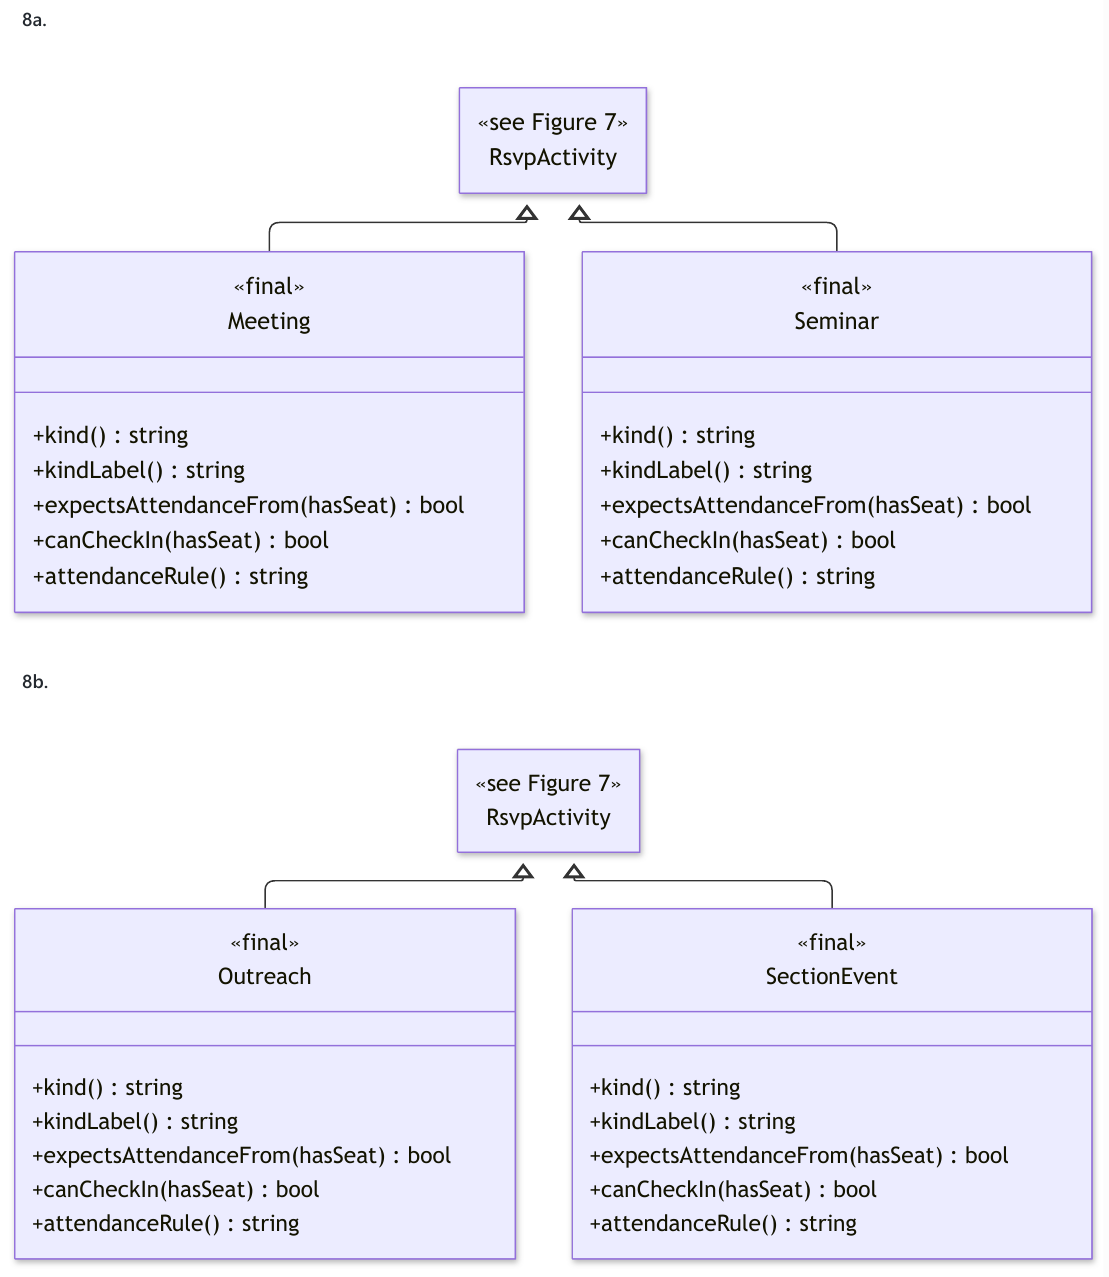 8a.
«see Figure 7»
RsvpActivity
«final»
Meeting
+kind() : string
+kindLabel() : string
+expectsAttendanceFrom(hasSeat) : bool
+canCheckIn(hasSeat) : bool
+attendanceRule() : string
«final»
Seminar
+kind() : string
+kindLabel() : string
+expectsAttendanceFrom(hasSeat) : bool
+canCheckIn(hasSeat) : bool
+attendanceRule() : string
8b.
«see Figure 7»
RsvpActivity
«final»
Outreach
+kind() : string
+kindLabel() : string
+expectsAttendanceFrom(hasSeat) : bool
+canCheckIn(hasSeat) : bool
+attendanceRule() : string
«final»
SectionEvent
+kind() : string
+kindLabel() : string
+expectsAttendanceFrom(hasSeat) : bool
+canCheckIn(hasSeat) : bool
+attendanceRule() : string